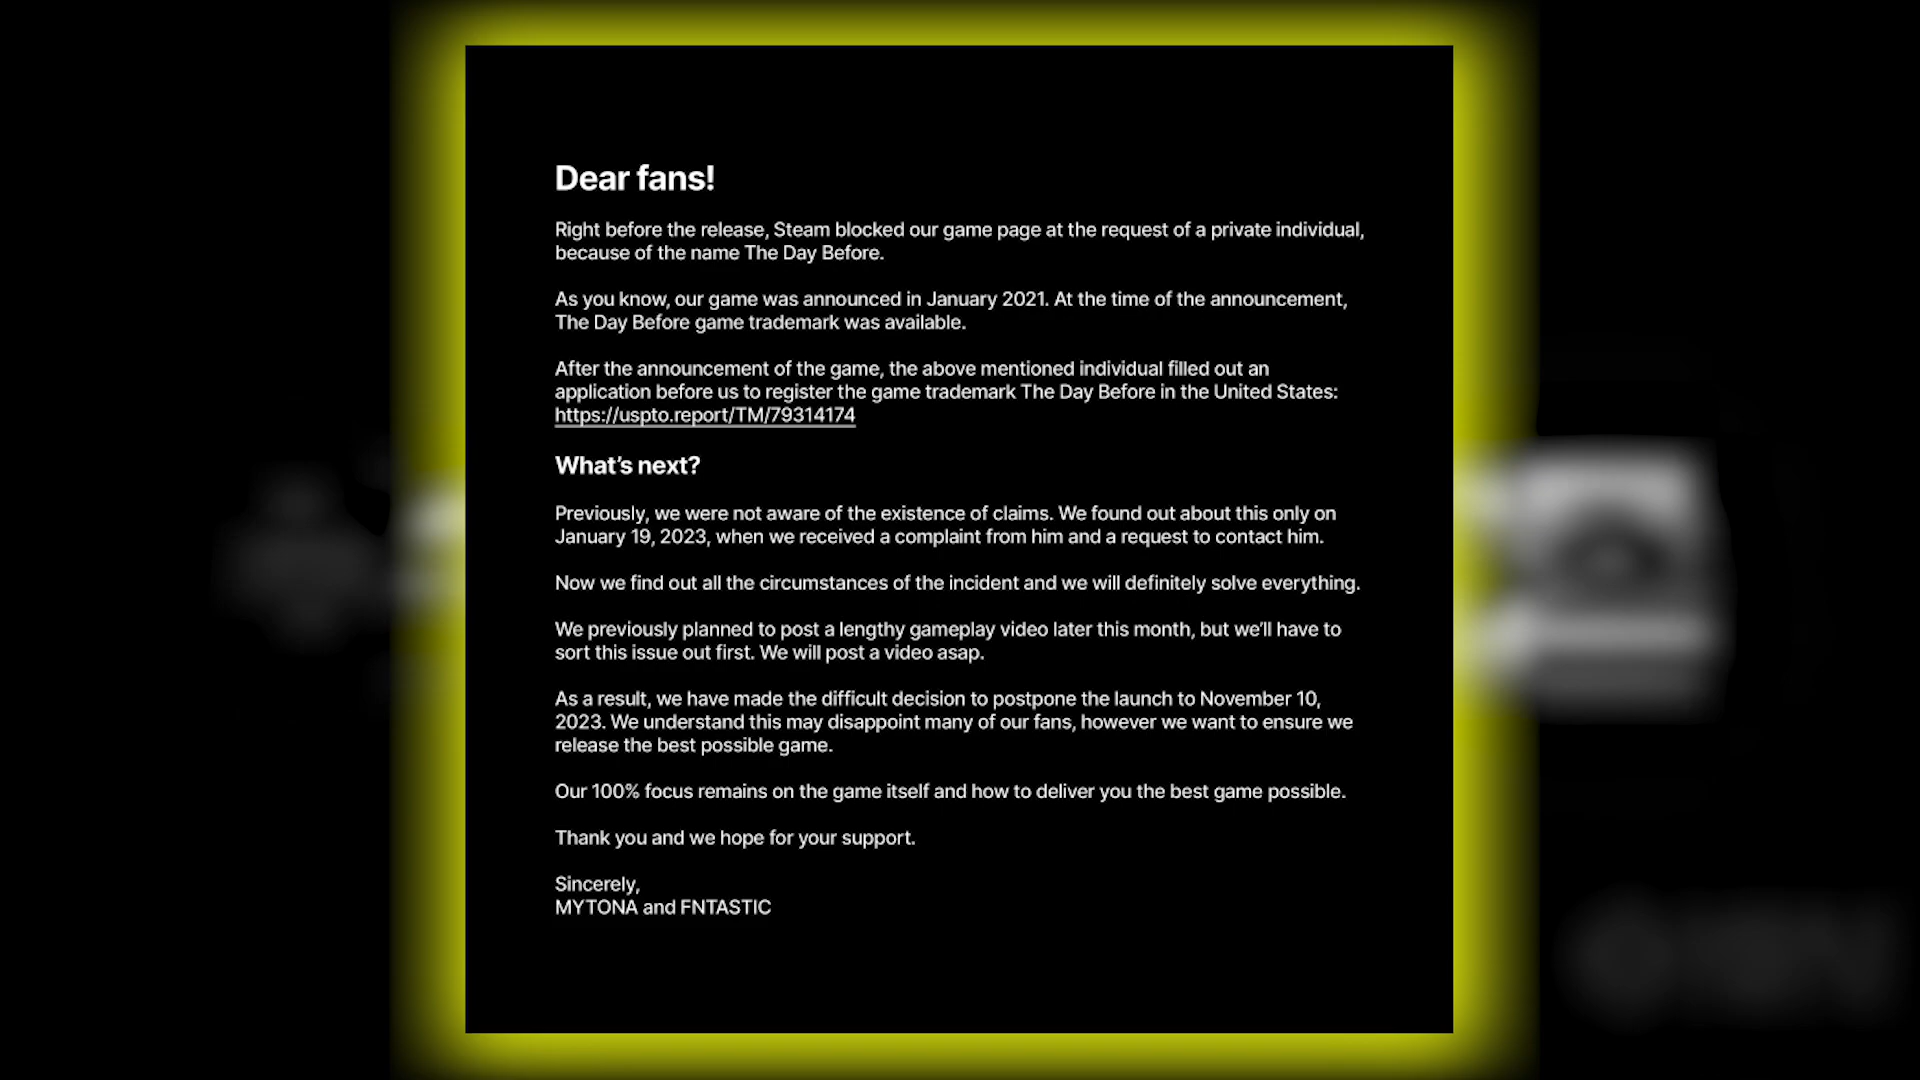 Dear fans!
Right before the release, Steam blocked our game page at the request of a private individual,
because of the name The Day Before.
As you know, our game was announced in January 2021. At the time of the announcement,
The Day Before game trademark was available.
After the announcement of the game, the above mentioned individual filled out an
application before us to register the game trademark The Day Before in the United States:
https://uspto.report/TM/79314174
What's next?
Previously, we were not aware of the existence of claims. We found out about this only on
January 19, 2023, when we received a complaint from him and a request to contact him.
Now we find out all the circumstances of the incident and we will definitely solve everything.
We previously planned to post a lengthy gameplay video later this month, but we'll have to
sort this issue out first. We will post a video asap.
As a result, we have made the difficult decision to postpone the launch to November 10,
2023. We understand this may disappoint many of our fans, however we want to ensure we
release the best possible game.
Our 100% focus remains on the game itself and how to deliver you the best game possible.
Thank you and we hope for your support.
Sincerely,
MYTONA and FNTASTIC